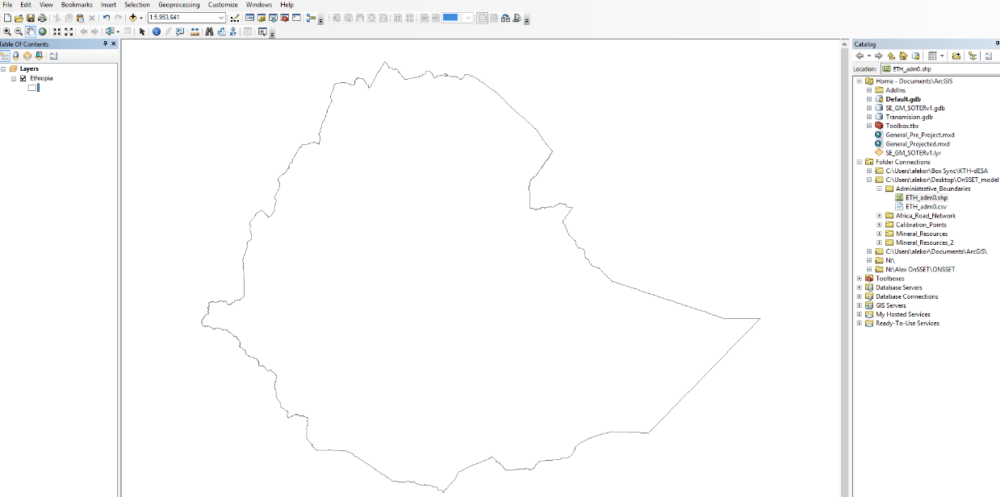 File Edit View Bookmarks Insert Selection Geoprocessing Customize Windows Help
1:5,953,641
Table Of Contents
Layers
Ethiopia
Catalog
Location: ETH_adm0.shp
Home - Documents\ArcGIS
AddIns
Default.gdb
SE_GM_SOTERv1.gdb
Transmision.gdb
Toolbox.tbx
General_Pre_Project.mxd
General_Projected.mxd
SE_GM_SOTERv1.lyr
Folder Connections
C:\Users\alekor\Box Sync\KTH-dESA
C:\Users\alekor\Desktop\OnSSET_model
Administrative_Boundaries
ETH_adm0.shp
ETH_adm0.csv
Africa_Road_Network
Calibration_Points
Mineral_Resources
Mineral_Resources_2
C:\Users\alekor\Documents\ArcGIS\
N:\
N:\Alex OnSSET\ONSSET
Toolboxes
Database Servers
Database Connections
GIS Servers
My Hosted Services
Ready-To-Use Services